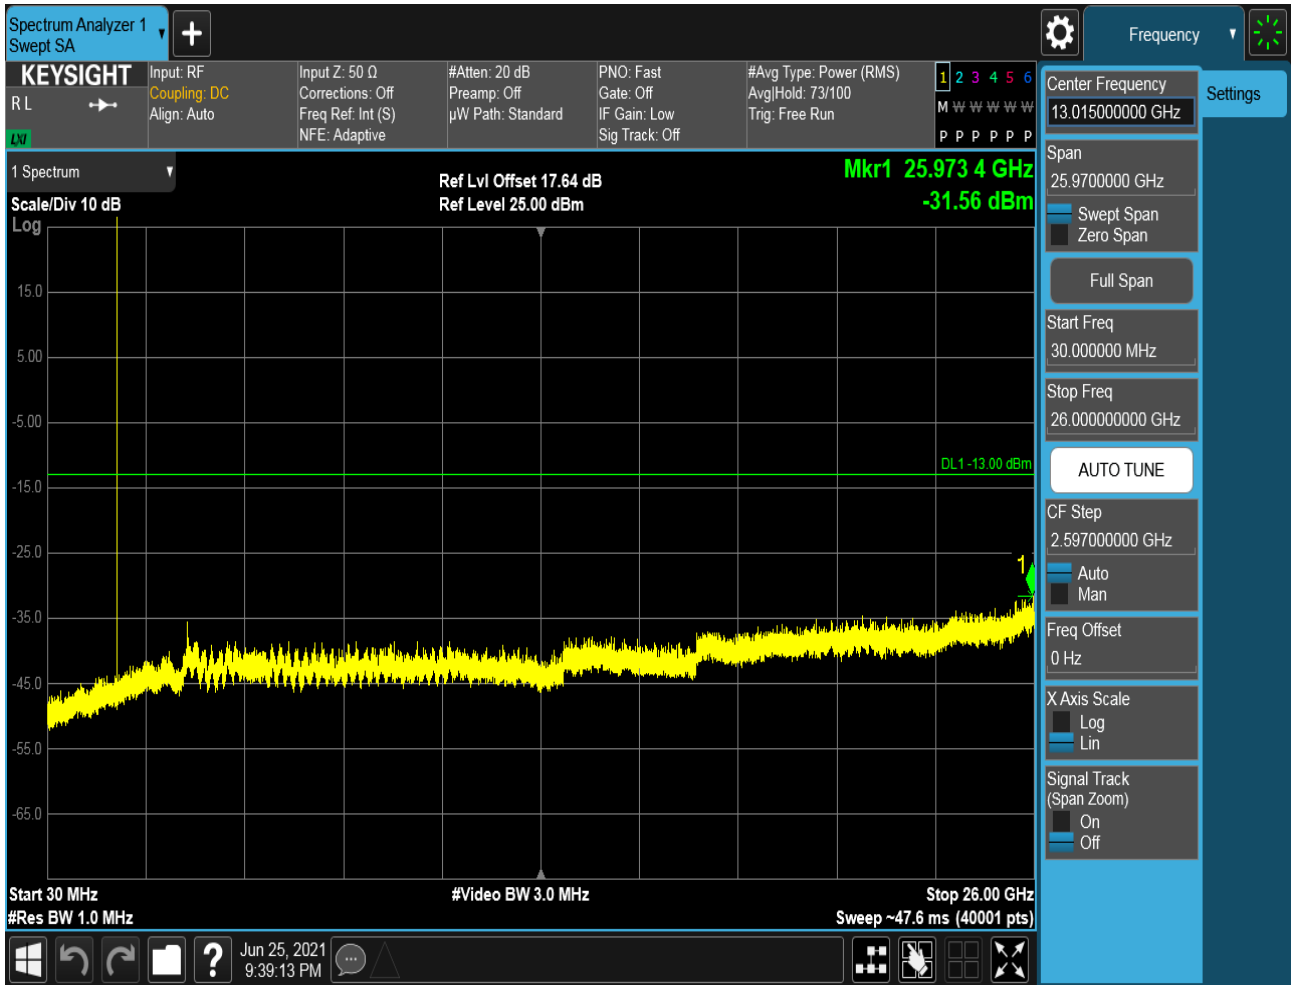 Spectrum Analyzer 1
Swept SA
Frequency
KEYSIGHT
R L
LXI
Input: RF
Coupling: DC
Align: Auto
Input Z: 50 Ω
Corrections: Off
Freq Ref: Int (S)
NFE: Adaptive
#Atten: 20 dB
Preamp: Off
µW Path: Standard
PNO: Fast
Gate: Off
IF Gain: Low
Sig Track: Off
#Avg Type: Power (RMS)
Avg|Hold: 73/100
Trig: Free Run
1 2 3 4 5 6
M W W W W W
P P P P P P
1 Spectrum
Scale/Div 10 dB
Log
Ref Lvl Offset 17.64 dB
Ref Level 25.00 dBm
Mkr1 25.973 4 GHz
-31.56 dBm
15.0
5.00
-5.00
DL1 -13.00 dBm
-15.0
-25.0
1
-35.0
-45.0
-55.0
-65.0
Start 30 MHz
#Video BW 3.0 MHz
Stop 26.00 GHz
#Res BW 1.0 MHz
Sweep ~47.6 ms (40001 pts)
Jun 25, 2021
9:39:13 PM
?
Center Frequency
13.015000000 GHz
Settings
Span
25.9700000 GHz
Swept Span
Zero Span
Full Span
Start Freq
30.000000 MHz
Stop Freq
26.000000000 GHz
AUTO TUNE
CF Step
2.597000000 GHz
Auto
Man
Freq Offset
0 Hz
X Axis Scale
Log
Lin
Signal Track
(Span Zoom)
On
Off